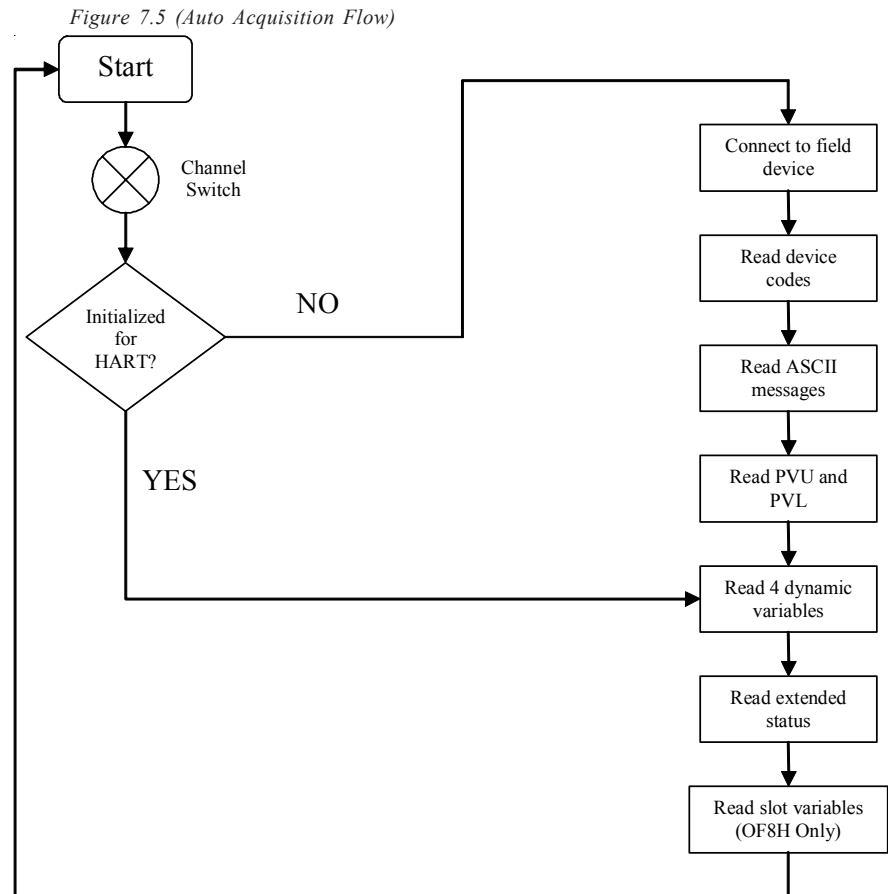 Figure 7.5 (Auto Acquisition Flow)
Start
Channel
Switch
Initialized
for
HART?
NO
YES
Connect to field
device
Read device
codes
Read ASCII
messages
Read PVU and
PVL
Read 4 dynamic
variables
Read extended
status
Read slot variables
(OF8H Only)